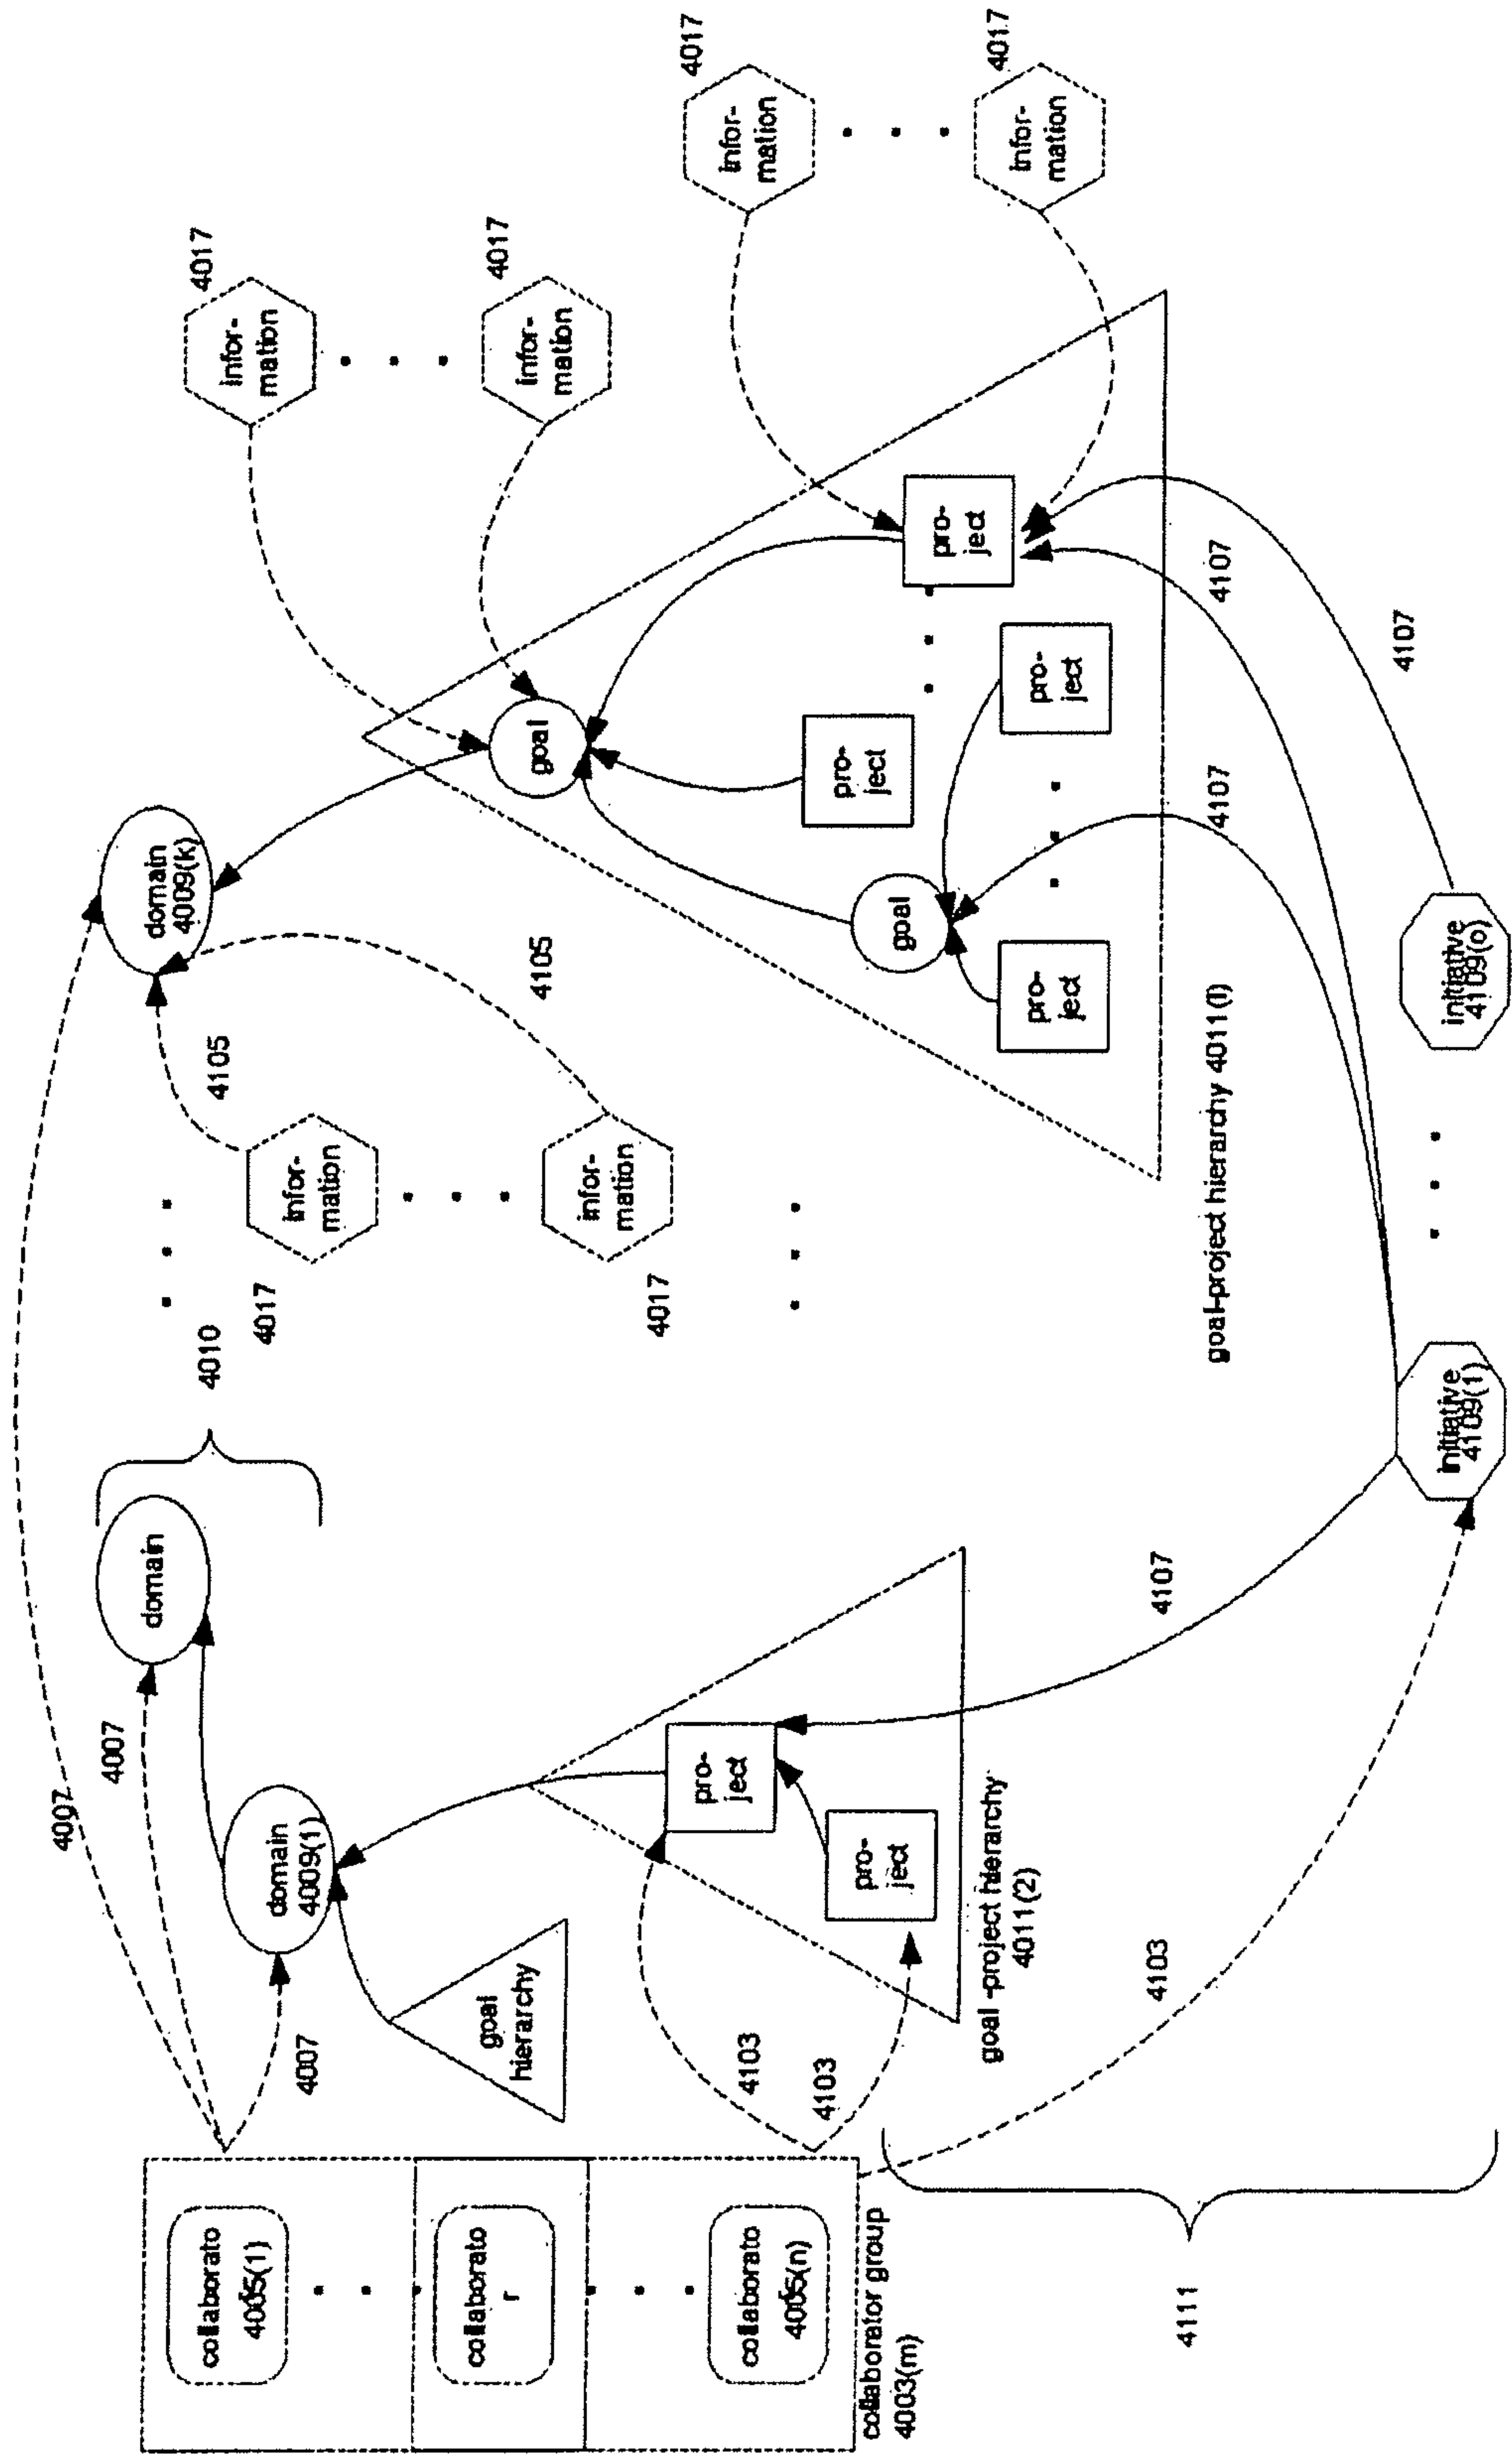 4007
4007
domain
4009(k)
domain
collaborato
r
4005(1)
4010
4105
4017
infor-
mation
domain
4009(1)
4017
infor-
mation
4007
collaborato
r
goal
hierarchy
4105
4017
infor-
mation
4017
infor-
mation
goal
4017
infor-
mation
collaborato
r
4005(n)
4103
4103
pro-
ject
pro-
ject
pro-
ject
goal
pro-
ject
collaborator group
4003(m)
goal -project hierarchy
4011(2)
pro-
ject
pro-
ject
4017
infor-
mation
4103
4107
goal-project hierarchy 4011(l)
4107
4107
4111
4107
initiative
4109(1)
initiative
4109(o)